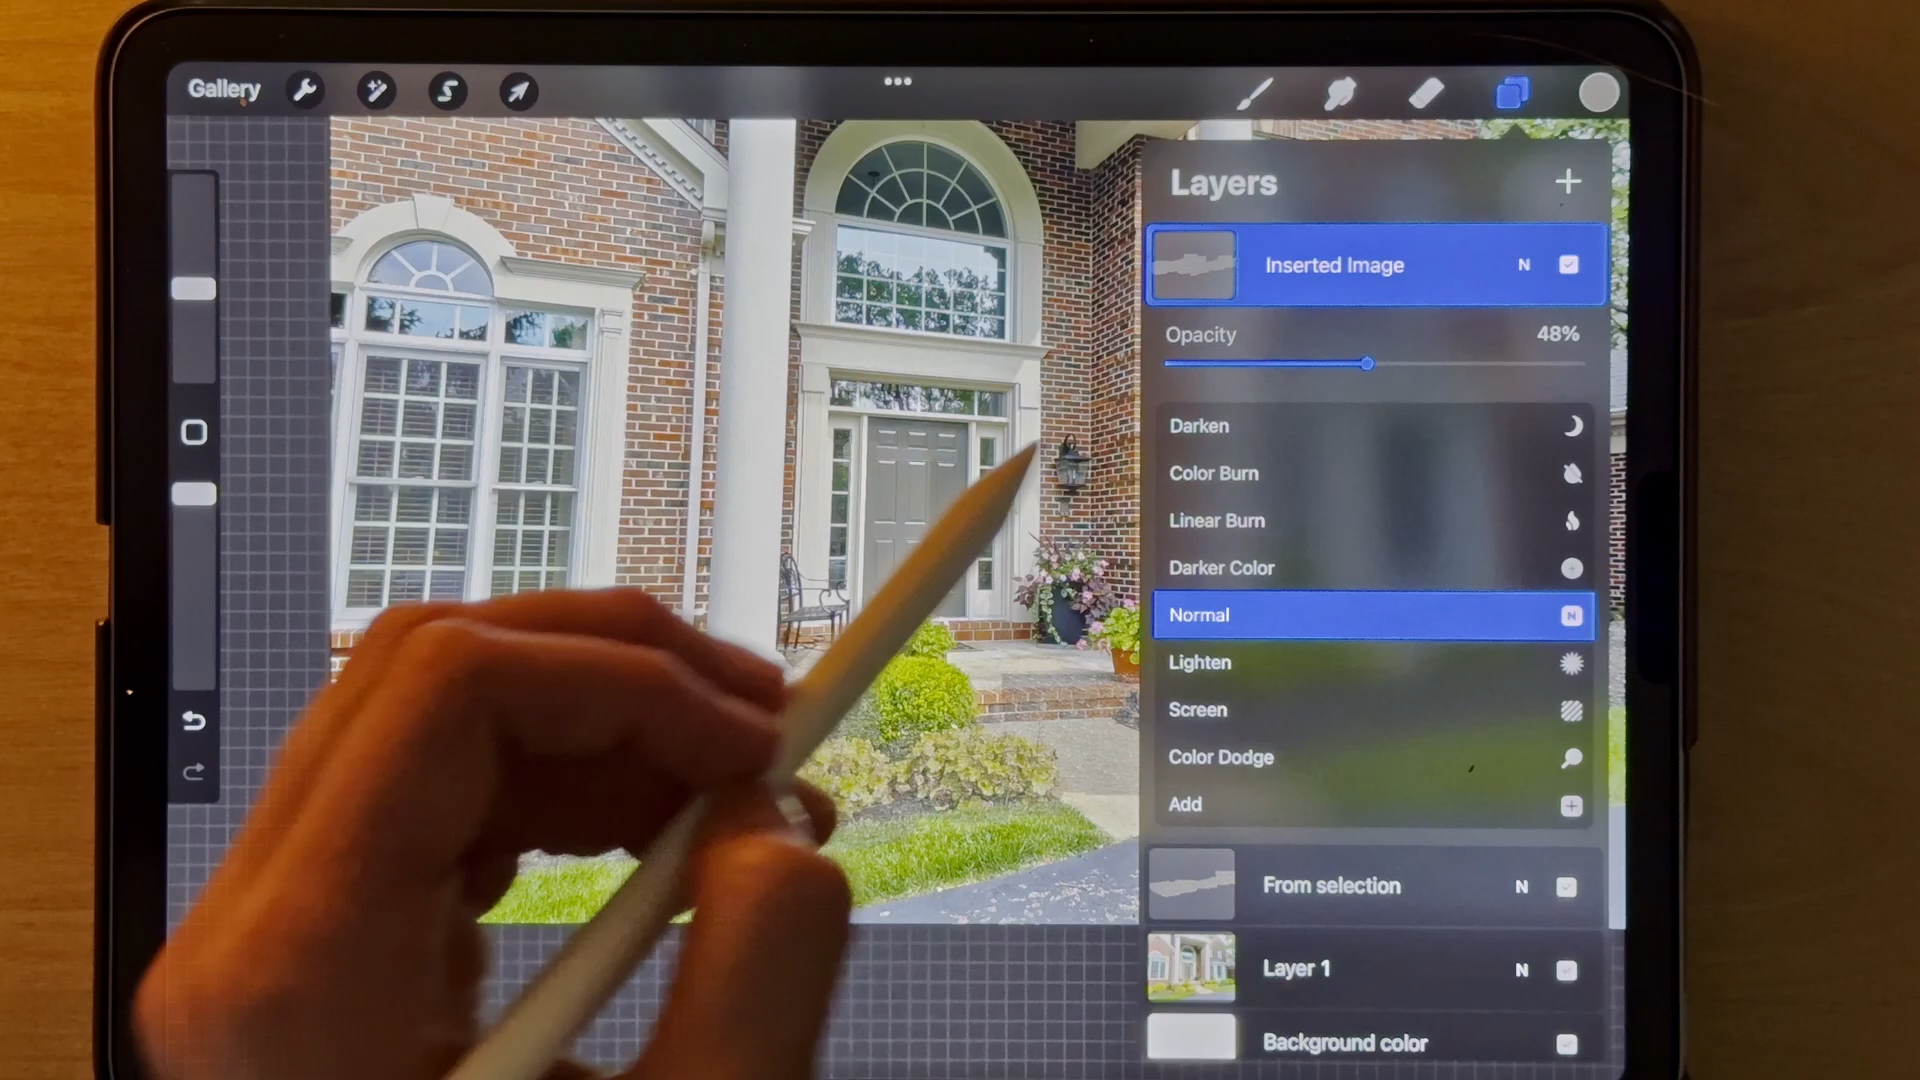 Gallery
Layers
Inserted Image N
Opacity 48%
Darken
Color Burn
Linear Burn
Darker Color
Normal N
Lighten
Screen
Color Dodge
Add
From selection N
Layer 1 N
Background color